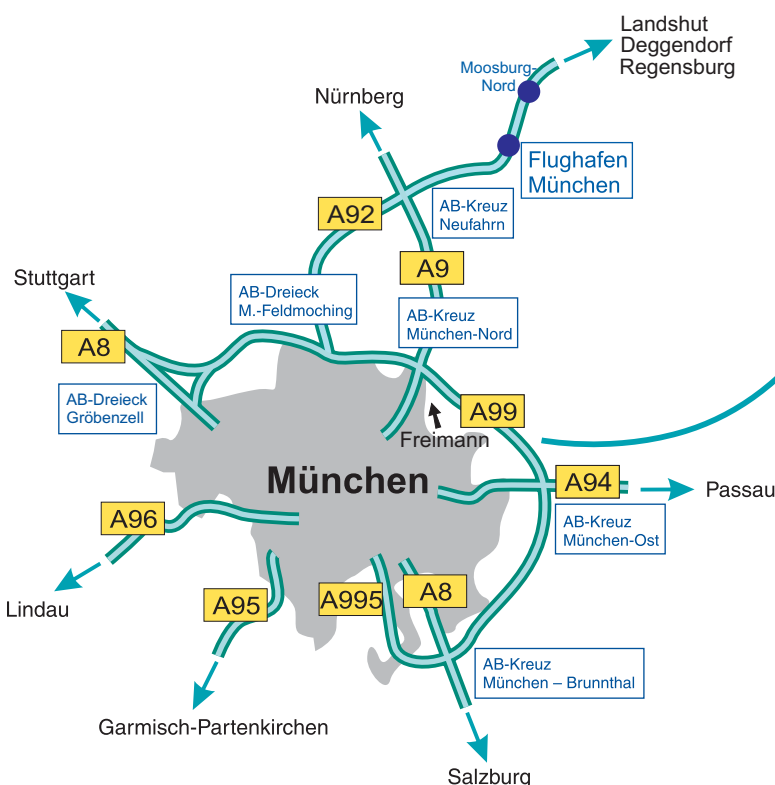 Landshut
Deggendorf
Regensburg
Moosburg-
Nord
Nürnberg
Flughafen
München
A92
AB-Kreuz
Neufahrn
A9
Stuttgart
AB-Dreieck
M.-Feldmoching
AB-Kreuz
München-Nord
A8
AB-Dreieck
Gröbenzell
A99
Freimann
München
A94
Passau
A96
AB-Kreuz
München-Ost
Lindau
A95
A995
A8
AB-Kreuz
München – Brunnthal
Garmisch-Partenkirchen
Salzburg